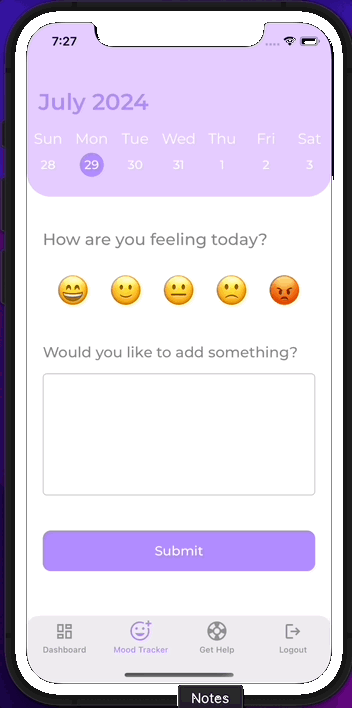 7:27
July 2024
Sun Mon Tue Wed Thu Fri Sat
28 29 30 31 1 2 3
How are you feeling today?
Would you like to add something?
Submit
Dashboard Mood Tracker Get Help Logout
Notes